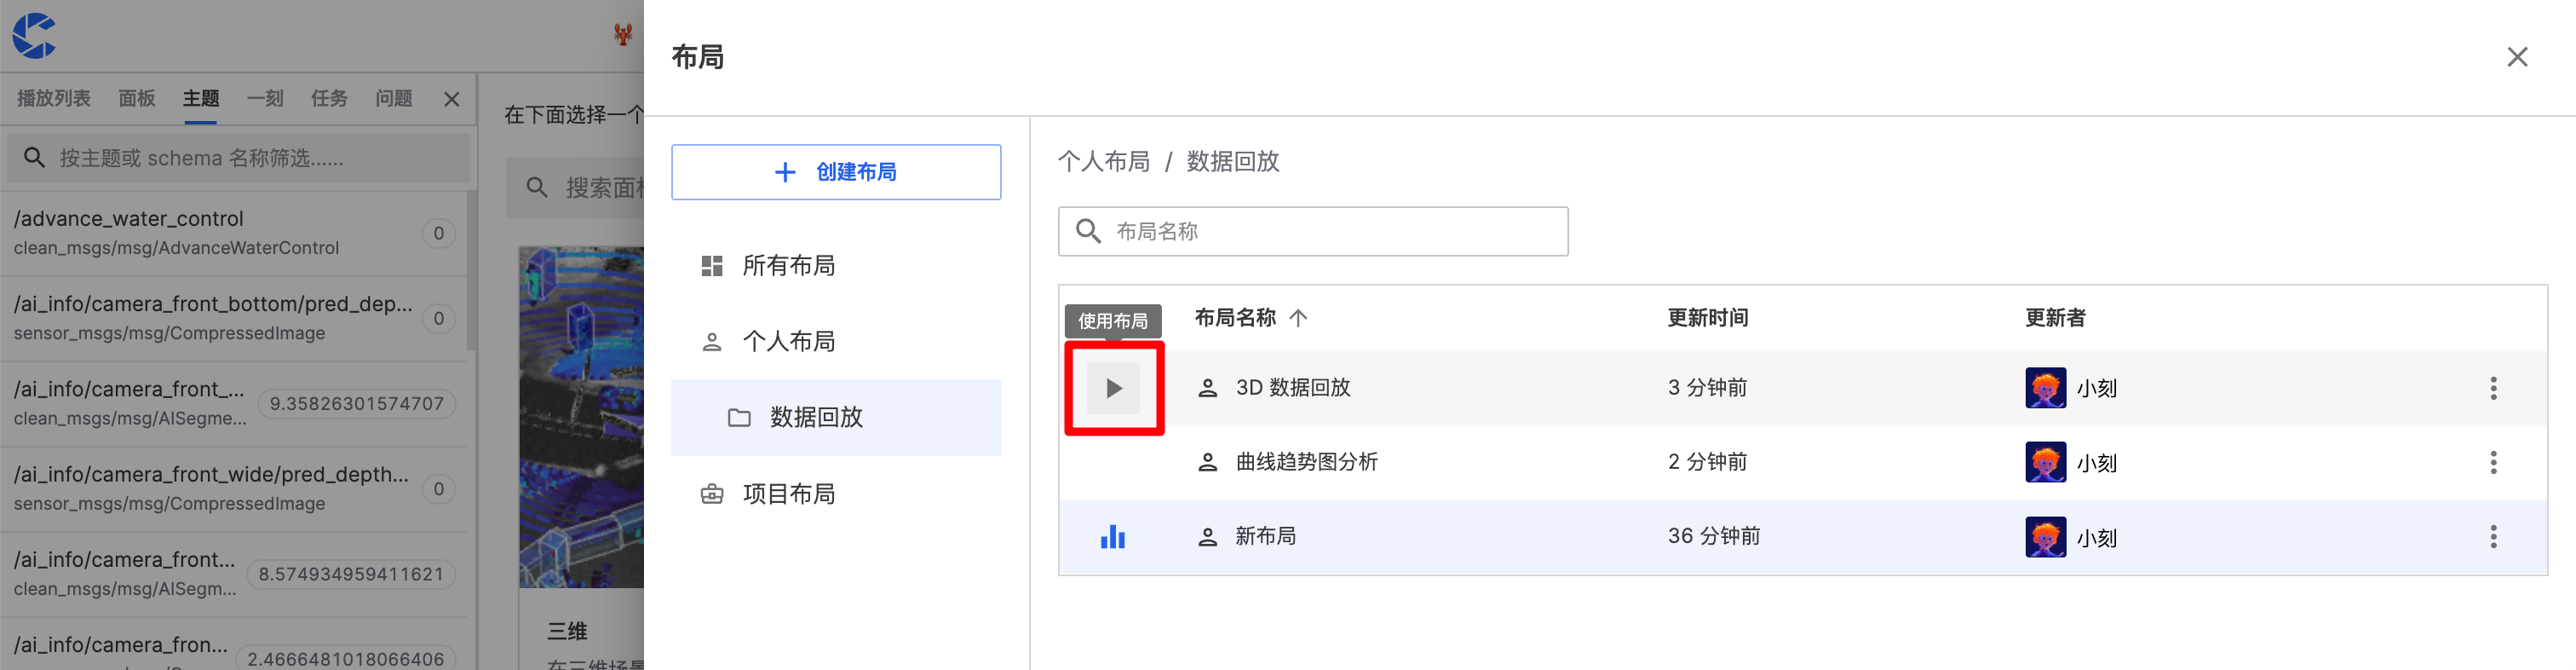 播放列表 面板 主题 一刻 任务 问题
按主题或 schema 名称筛选......
/advance_water_control
clean_msgs/msg/AdvanceWaterControl
0
/ai_info/camera_front_bottom/pred_dep...
sensor_msgs/msg/CompressedImage
0
/ai_info/camera_front_...
clean_msgs/msg/AISegme...
9.35826301574707
/ai_info/camera_front_wide/pred_depth...
sensor_msgs/msg/CompressedImage
0
/ai_info/camera_front...
clean_msgs/msg/AISegm...
8.574934959411621
/ai_info/camera_fron...
2.4666481018066406
在下面选择一个
搜索面
三维
布局
创建布局
所有布局
个人布局
数据回放
项目布局
个人布局 / 数据回放
布局名称
使用布局
布局名称 更新时间 更新者
3D 数据回放 3 分钟前 小刻
曲线趋势图分析 2 分钟前 小刻
新布局 36 分钟前 小刻